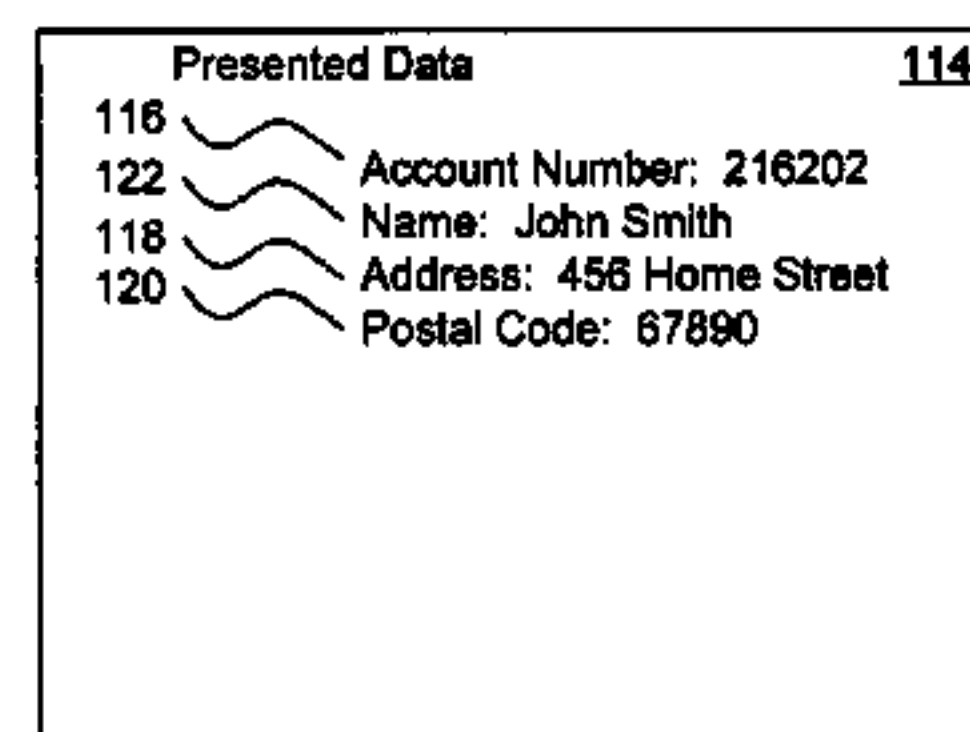 Presented Data 114
116
Account Number: 216202
122
Name: John Smith
118
Address: 456 Home Street
120
Postal Code: 67890